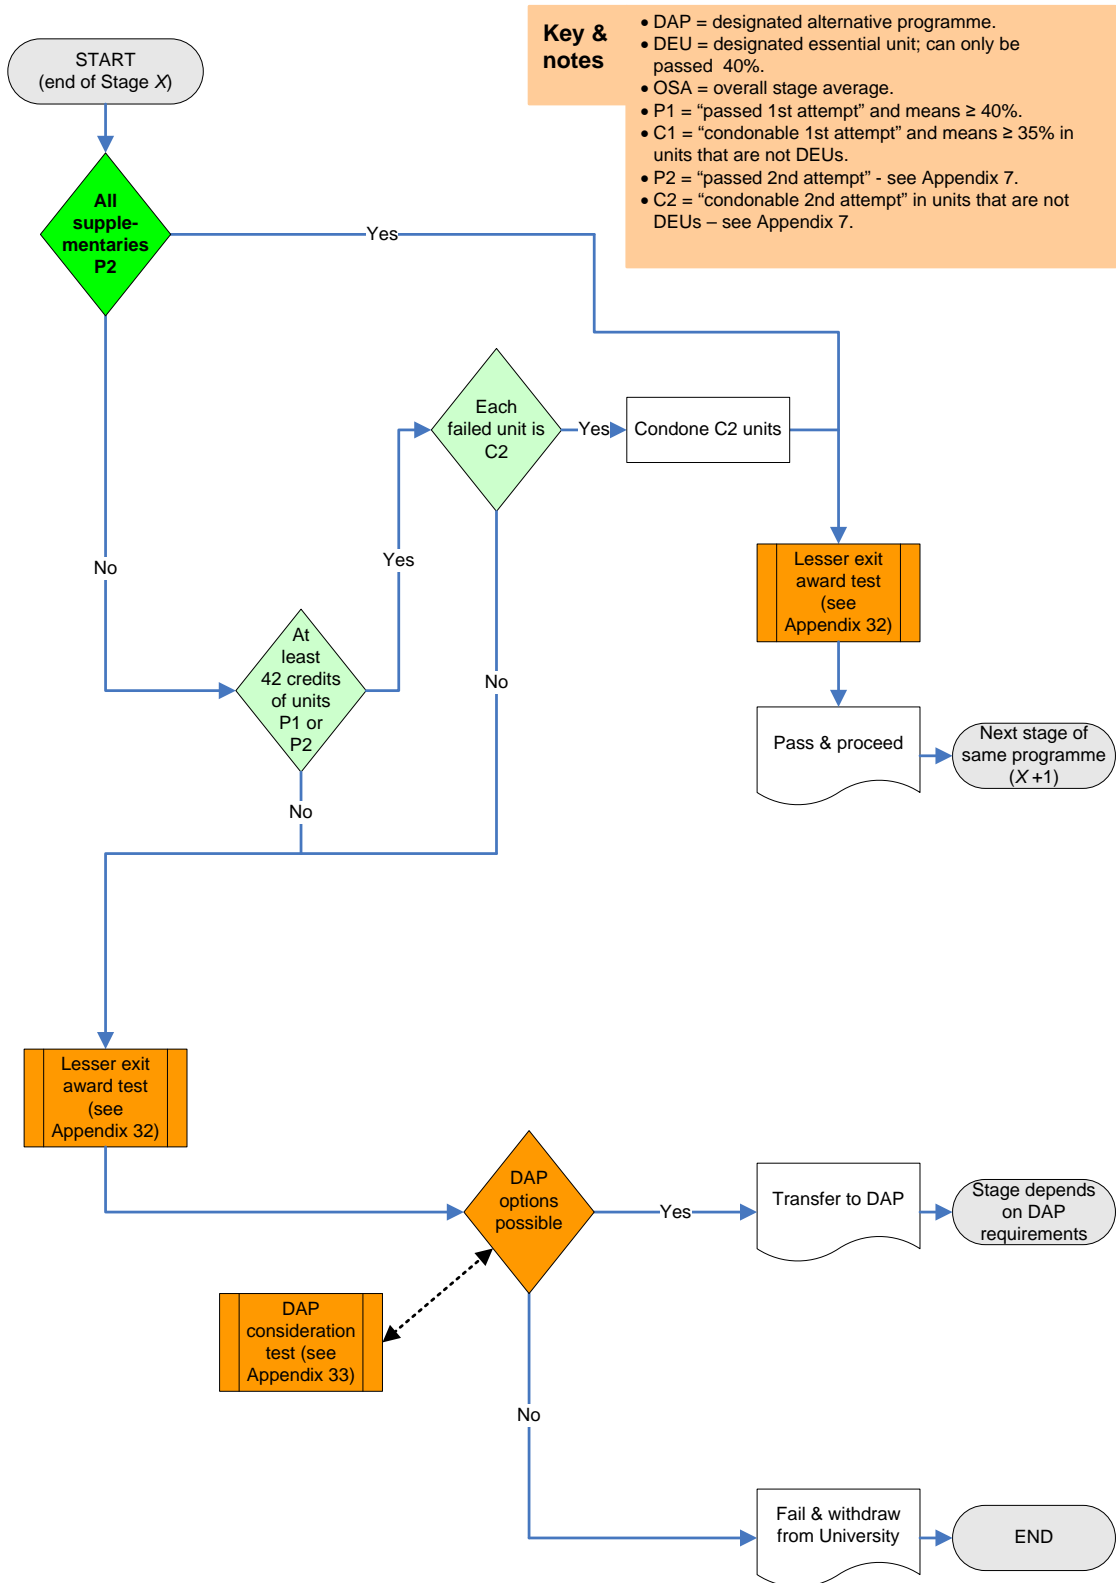 Key &
notes
• DAP = designated alternative programme.
• DEU = designated essential unit; can only be
passed  40%.
• OSA = overall stage average.
• P1 = “passed 1st attempt” and means ≥ 40%.
• C1 = “condonable 1st attempt” and means ≥ 35% in
units that are not DEUs.
• P2 = “passed 2nd attempt” - see Appendix 7.
• C2 = “condonable 2nd attempt” in units that are not
DEUs – see Appendix 7.
START
(end of Stage X)
All
supple-
mentaries
P2
Yes
No
Each
failed unit is
C2
Yes
Condone C2 units
Yes
No
At
least
42 credits
of units
P1 or
P2
No
Lesser exit
award test
(see
Appendix 32)
Pass & proceed
Next stage of
same programme
(X +1)
Lesser exit
award test
(see
Appendix 32)
DAP
options
possible
Yes
Transfer to DAP
Stage depends
on DAP
requirements
DAP
consideration
test (see
Appendix 33)
No
Fail & withdraw
from University
END